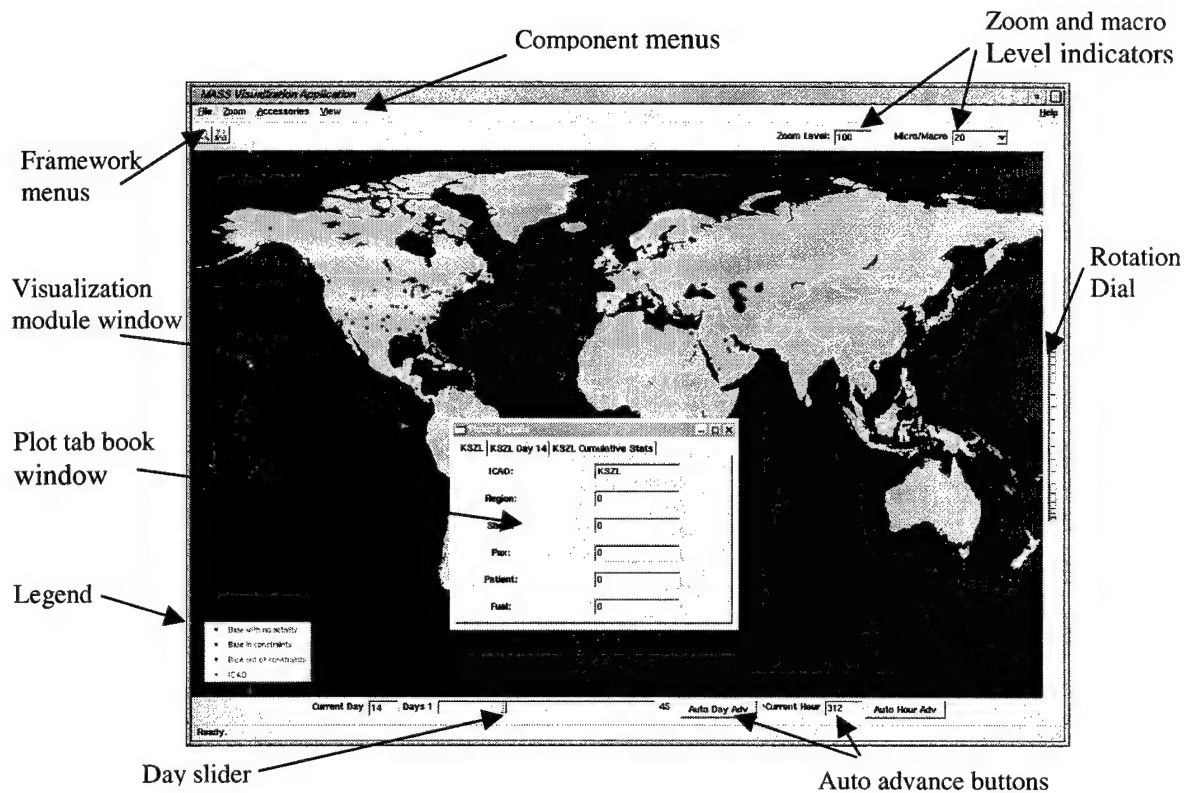 Component menus
Zoom and macro
Level indicators
MASS Visualization Application
File Zoom Accessories View Help
Zoom Level: 100 Micro/Macro 20
Framework
menus
Rotation
Dial
Visualization
module window
Plot tab book
window
KSZL KSZL Day 14 KSZL Cumulative Stats
ICAO: KSZL
Region: 0
0
Pax: 0
Patient: 0
Fuel: 0
Legend
Base with no activity
Base in constraints
Base out of constraints
ICAO
Current Day 14 Days 1 45 Auto Day Adv Current Hour 312 Auto Hour Adv
Ready.
Day slider
Auto advance buttons